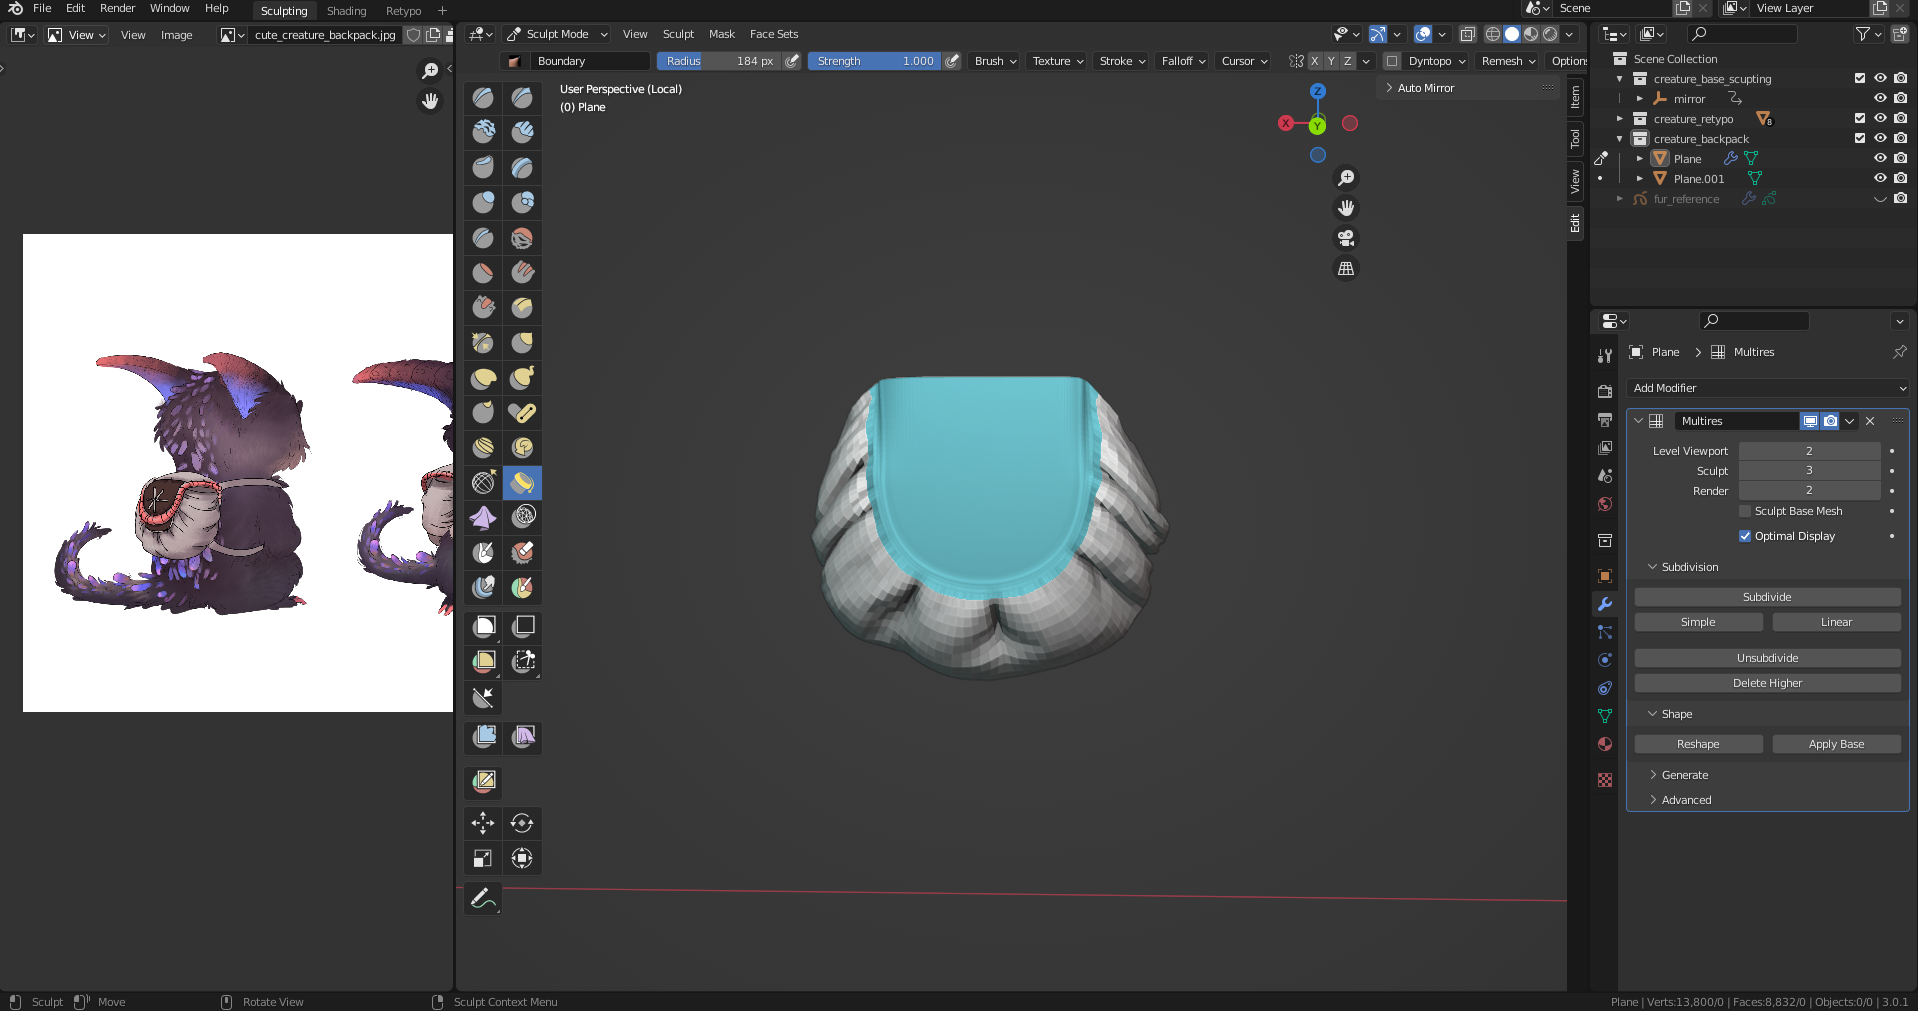 File Edit Render Window Help Sculpting Shading Retypo + Scene View Layer
View View Image cute_creature_backpack.jpg Sculpt Mode View Sculpt Mask Face Sets
Boundary Radius 184 px Strength 1.000 Brush Texture Stroke Falloff Cursor X Y Z Dyntopo Remesh Options
User Perspective (Local)
(0) Plane
Auto Mirror
Z
X
Y
Item
Tool
View
Edit
Scene Collection
creature_base_scupting
mirror
creature_retypo 8
creature_backpack
Plane
Plane.001
fur_reference
Plane > Multires
Add Modifier
Multires
Level Viewport 2
Sculpt 3
Render 2
Sculpt Base Mesh
Optimal Display
Subdivision
Subdivide
Simple Linear
Unsubdivide
Delete Higher
Shape
Reshape Apply Base
Generate
Advanced
Sculpt Move Rotate View Sculpt Context Menu Plane | Verts:13,800/0 | Faces:8,832/0 | Objects:0/0 | 3.0.1